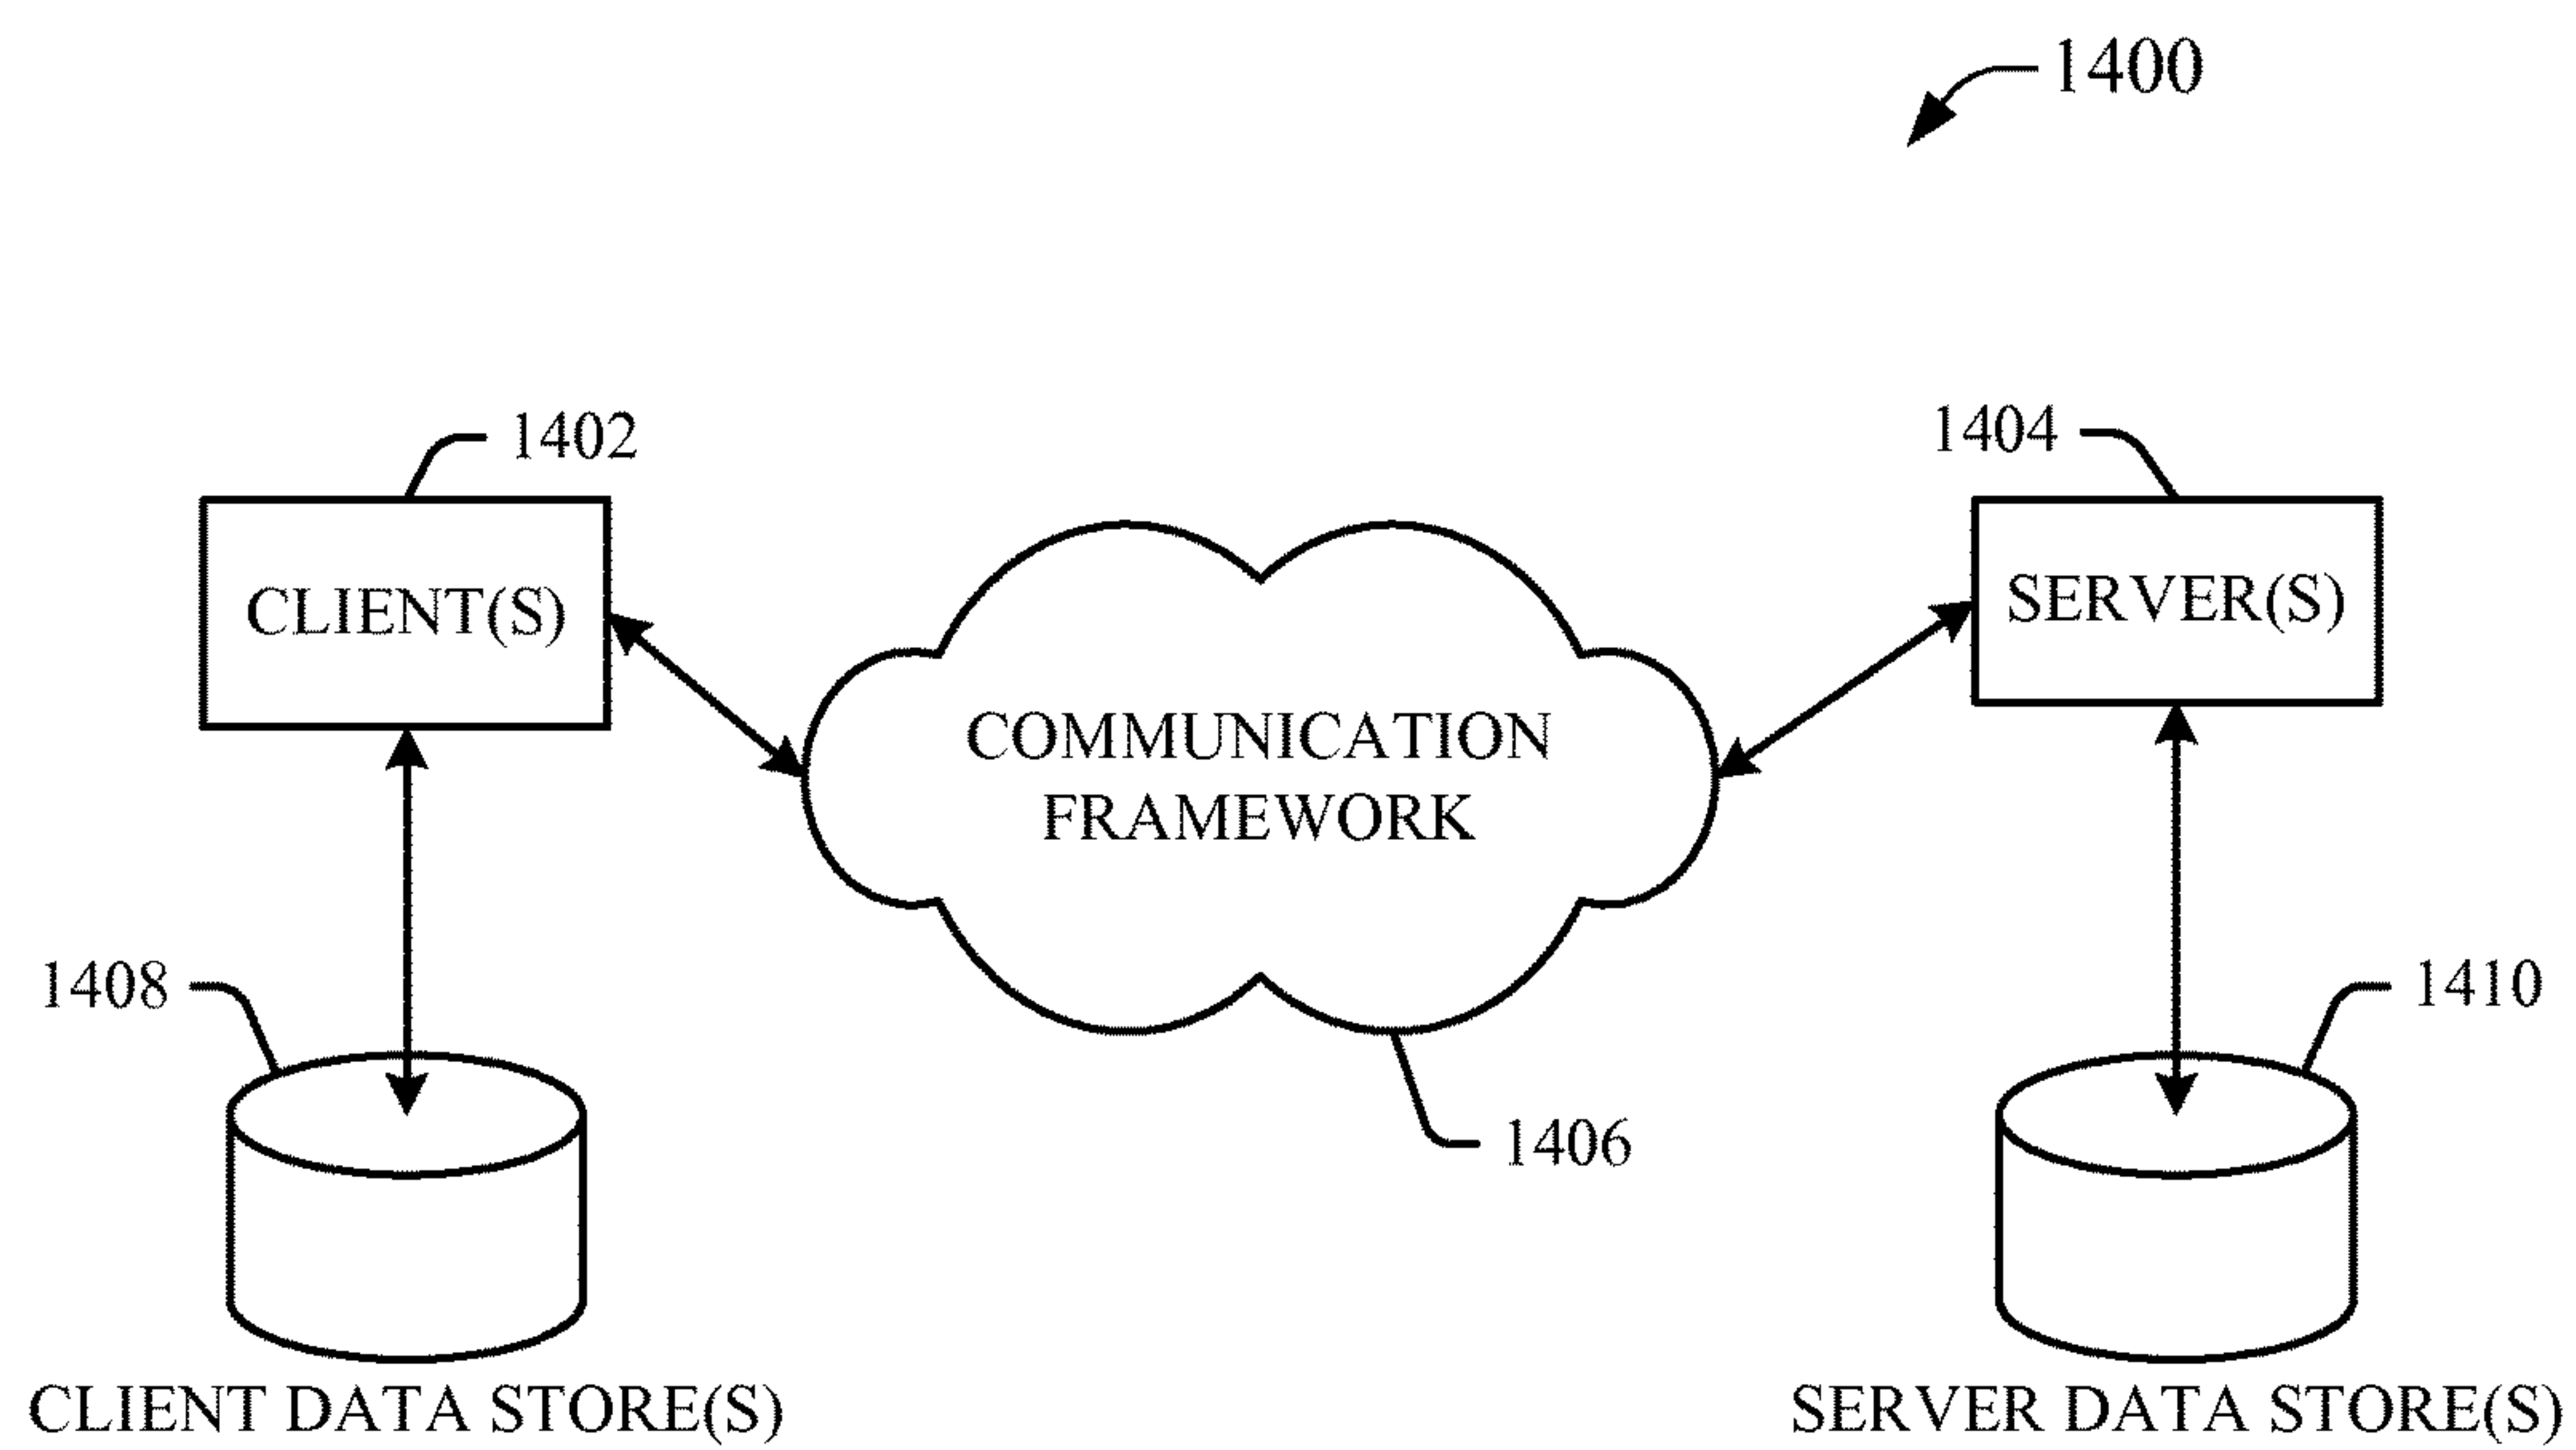 1400
1402
1404
CLIENT(S)
SERVER(S)
COMMUNICATION
FRAMEWORK
1408
1410
1406
CLIENT DATA STORE(S)
SERVER DATA STORE(S)